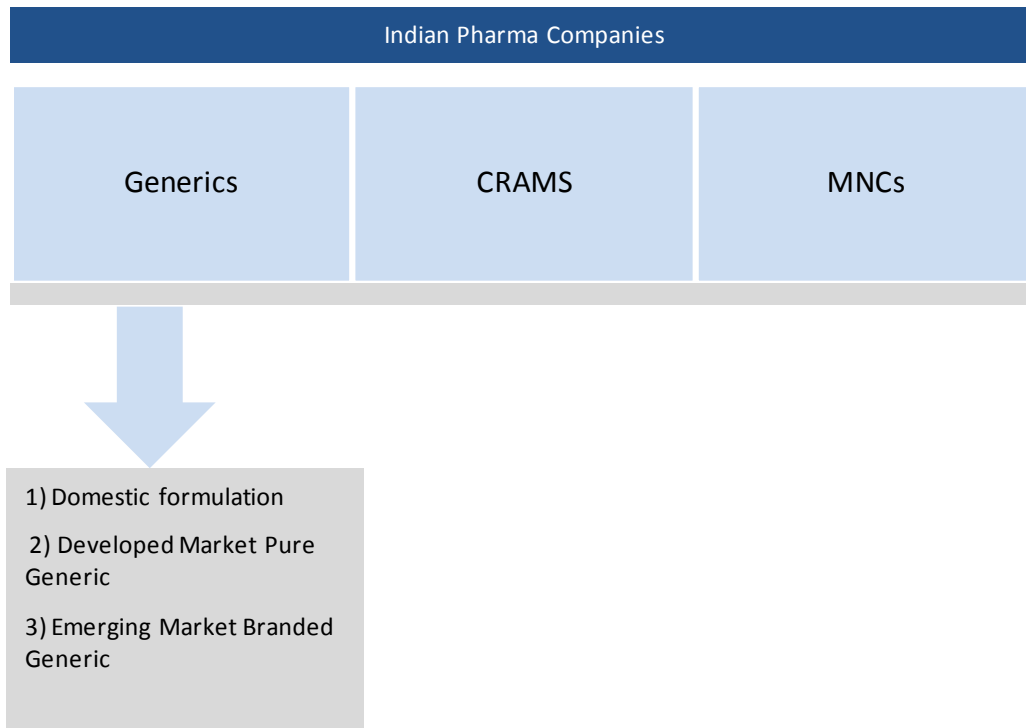 Indian Pharma Companies
Generics
CRAMS
MNCs
1) Domestic formulation
2) Developed Market Pure
Generic
3) Emerging Market Branded
Generic